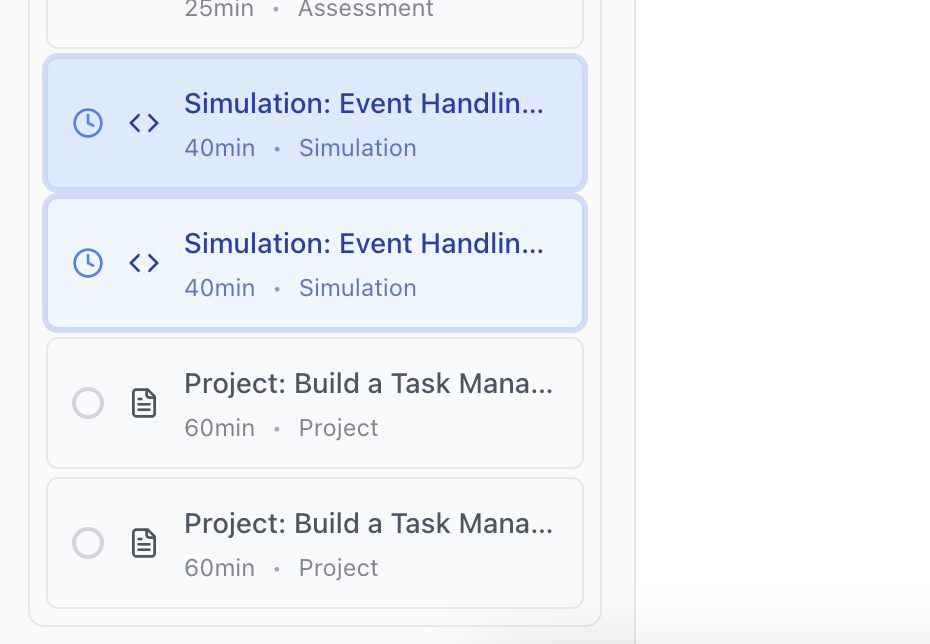 25min • Assessment
Simulation: Event Handlin...
40min • Simulation
Simulation: Event Handlin...
40min • Simulation
Project: Build a Task Mana...
60min • Project
Project: Build a Task Mana...
60min • Project